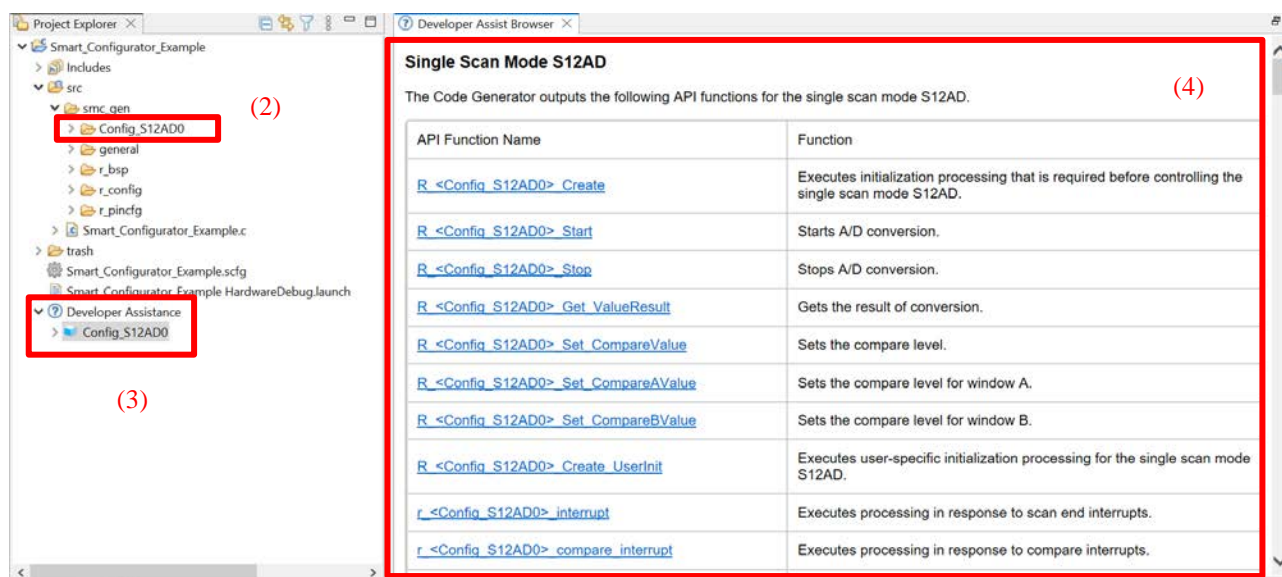 Project Explorer
Smart_Configurator_Example
Includes
src
smc_gen
(2)
Config_S12AD0
general
r_bsp
r_config
r_pincfg
Smart_Configurator_Example.c
trash
Smart_Configurator_Example.scfg
Smart_Configurator_Example HardwareDebug.launch
Developer Assistance
Config_S12AD0
(3)
Developer Assist Browser
Single Scan Mode S12AD
(4)
The Code Generator outputs the following API functions for the single scan mode S12AD.
API Function Name Function
R_<Config_S12AD0>_Create Executes initialization processing that is required before controlling the
single scan mode S12AD.
R_<Config_S12AD0>_Start Starts A/D conversion.
R_<Config_S12AD0>_Stop Stops A/D conversion.
R_<Config_S12AD0>_Get_ValueResult Gets the result of conversion.
R_<Config_S12AD0>_Set_CompareValue Sets the compare level.
R_<Config_S12AD0>_Set_CompareAValue Sets the compare level for window A.
R_<Config_S12AD0>_Set_CompareBValue Sets the compare level for window B.
R_<Config_S12AD0>_Create_UserInit Executes user-specific initialization processing for the single scan mode
S12AD.
r_<Config_S12AD0>_interrupt Executes processing in response to scan end interrupts.
r_<Config_S12AD0>_compare_interrupt Executes processing in response to compare interrupts.